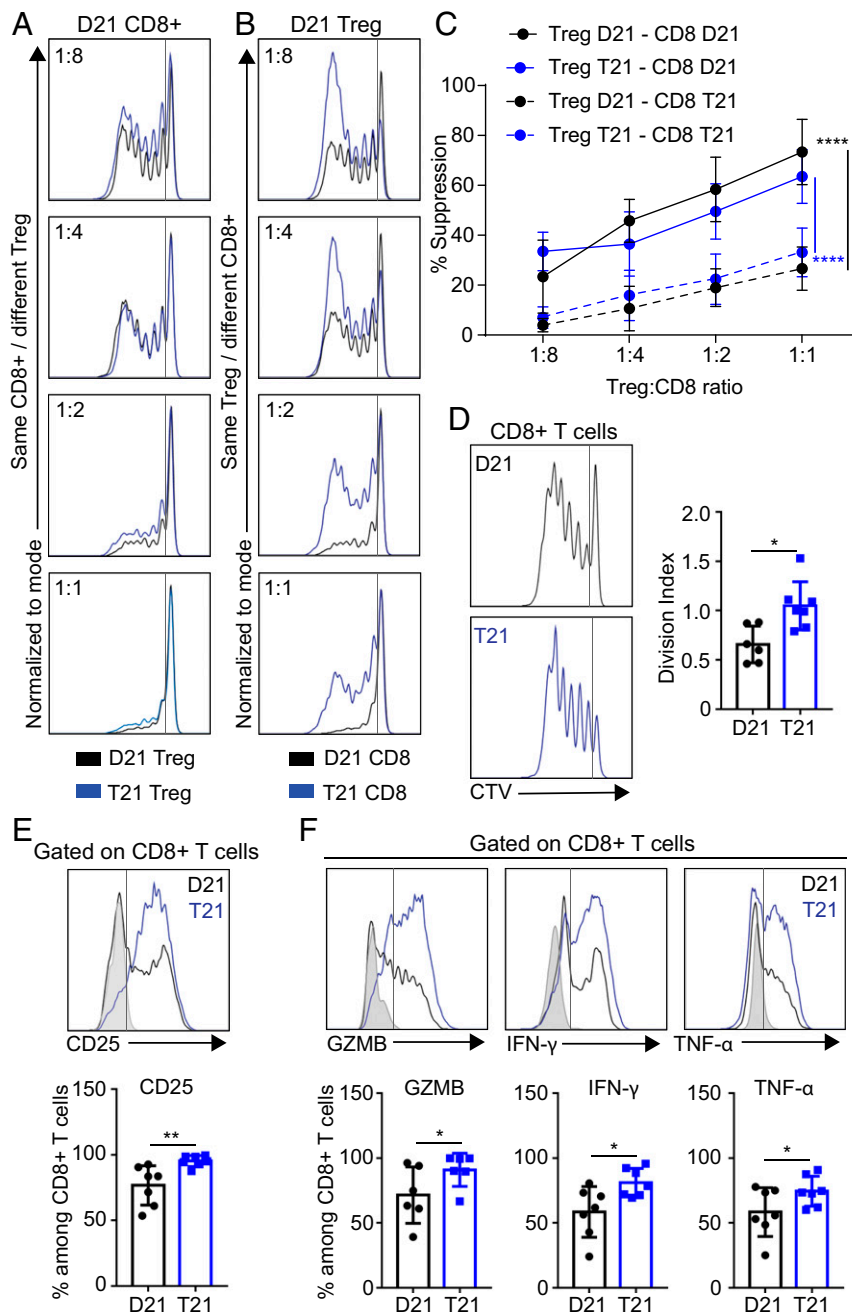 A
D21 CD8+
Same CD8+ / different Treg
Normalized to mode
1:8
1:4
1:2
1:1
D21 Treg
T21 Treg
B
D21 Treg
Same Treg / different CD8+
Normalized to mode
1:8
1:4
1:2
1:1
D21 CD8
T21 CD8
C
Treg D21 - CD8 D21
Treg T21 - CD8 D21
Treg D21 - CD8 T21
Treg T21 - CD8 T21
% Suppression
100
80
60
40
20
0
1:8 1:4 1:2 1:1
Treg:CD8 ratio
****
****
D
CD8+ T cells
D21
T21
CTV
Division Index
2.0
1.5
1.0
0.5
0
*
D21 T21
E
Gated on CD8+ T cells
D21
T21
CD25
CD25
% among CD8+ T cells
150
100
50
0
**
D21 T21
F
Gated on CD8+ T cells
D21
T21
GZMB
IFN-γ
TNF-α
GZMB
% among CD8+ T cells
150
100
50
0
*
D21 T21
IFN-γ
150
100
50
0
*
D21 T21
TNF-α
150
100
50
0
*
D21 T21